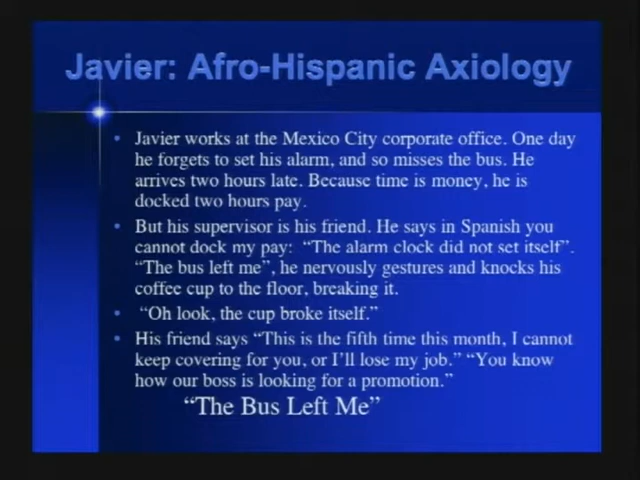 Javier: Afro-Hispanic Axiology
• Javier works at the Mexico City corporate office. One day
he forgets to set his alarm, and so misses the bus. He
arrives two hours late. Because time is money, he is
docked two hours pay.
• But his supervisor is his friend. He says in Spanish you
cannot dock my pay: “The alarm clock did not set itself”.
“The bus left me”, he nervously gestures and knocks his
coffee cup to the floor, breaking it.
• “Oh look, the cup broke itself.”
• His friend says “This is the fifth time this month, I cannot
keep covering for you, or I’ll lose my job.” “You know
how our boss is looking for a promotion.”
“The Bus Left Me”